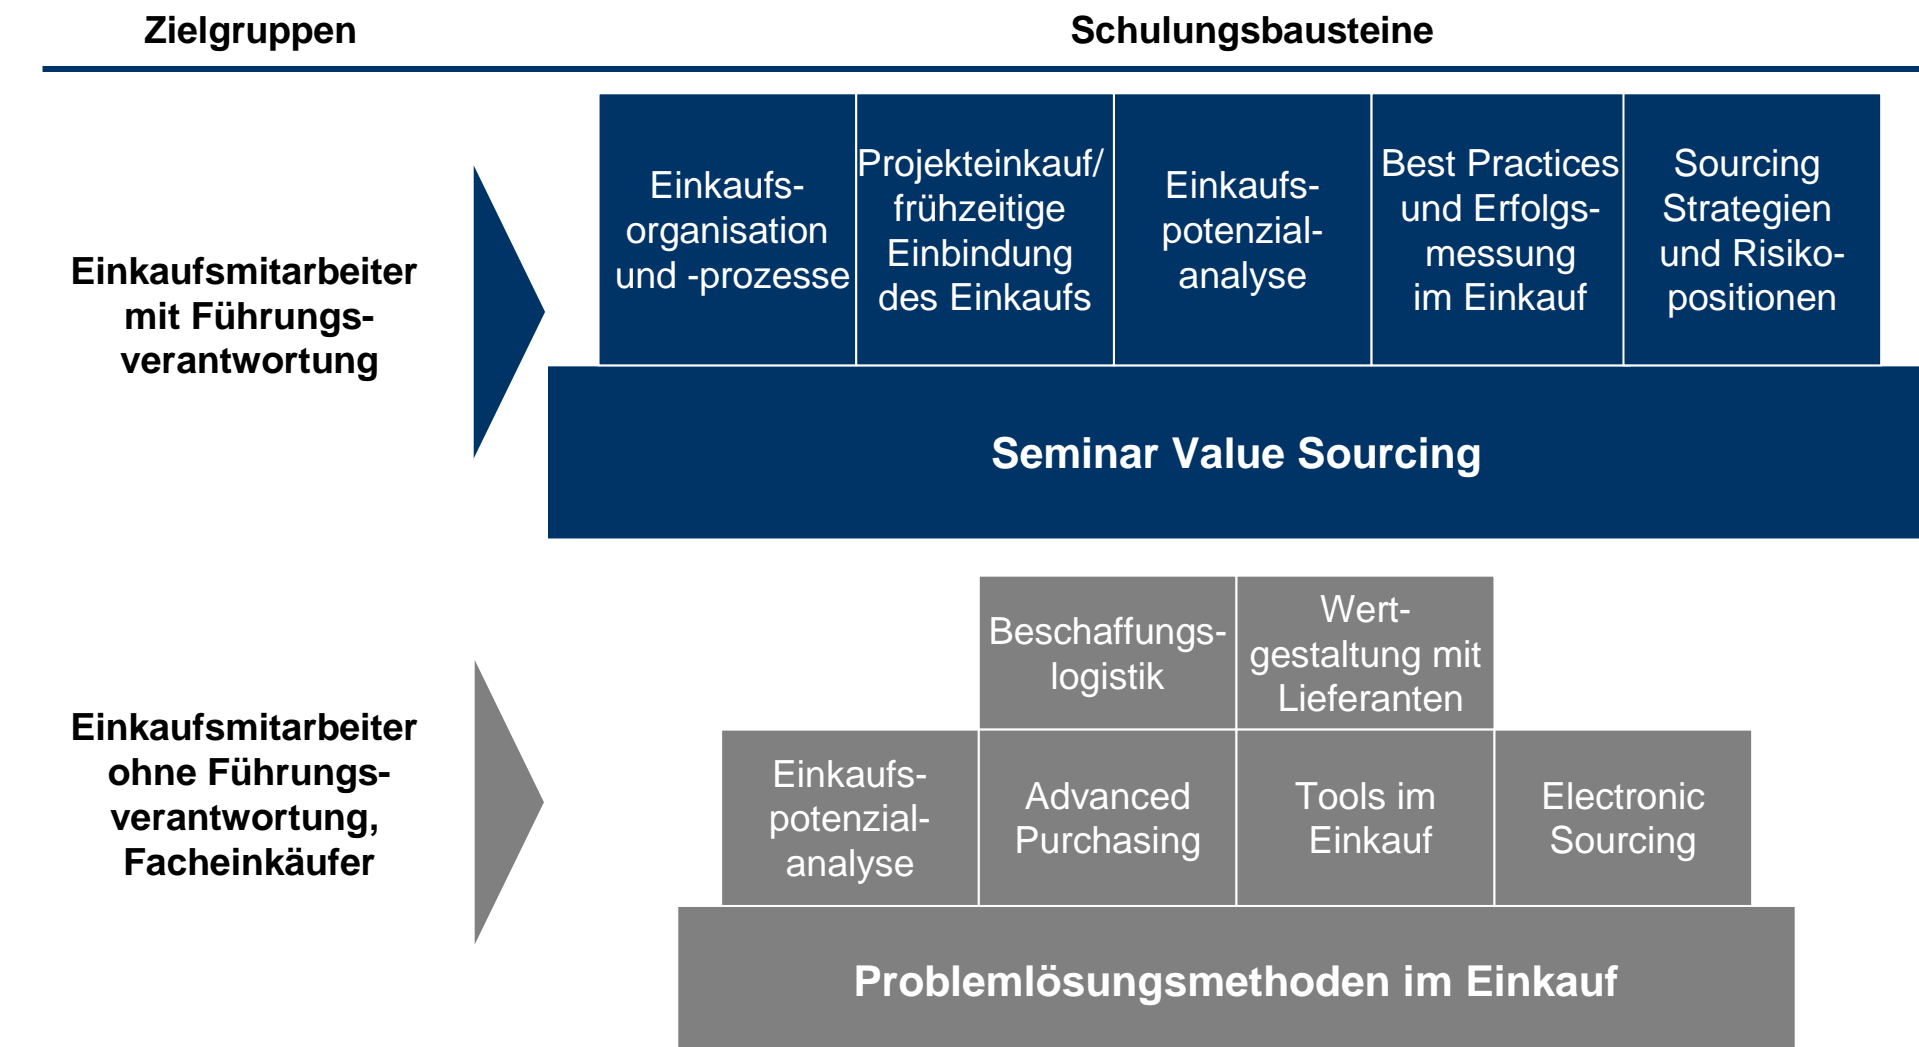 Zielgruppen
Schulungsbausteine
Einkaufsmitarbeiter
mit Führungs-
verantwortung
Einkaufs-
organisation
und -prozesse
Projekteinkauf/
frühzeitige
Einbindung
des Einkaufs
Einkaufs-
potenzial-
analyse
Best Practices
und Erfolgs-
messung
im Einkauf
Sourcing
Strategien
und Risiko-
positionen
Seminar Value Sourcing
Einkaufsmitarbeiter
ohne Führungs-
verantwortung,
Facheinkäufer
Beschaffungs-
logistik
Wert-
gestaltung mit
Lieferanten
Einkaufs-
potenzial-
analyse
Advanced
Purchasing
Tools im
Einkauf
Electronic
Sourcing
Problemlösungsmethoden im Einkauf